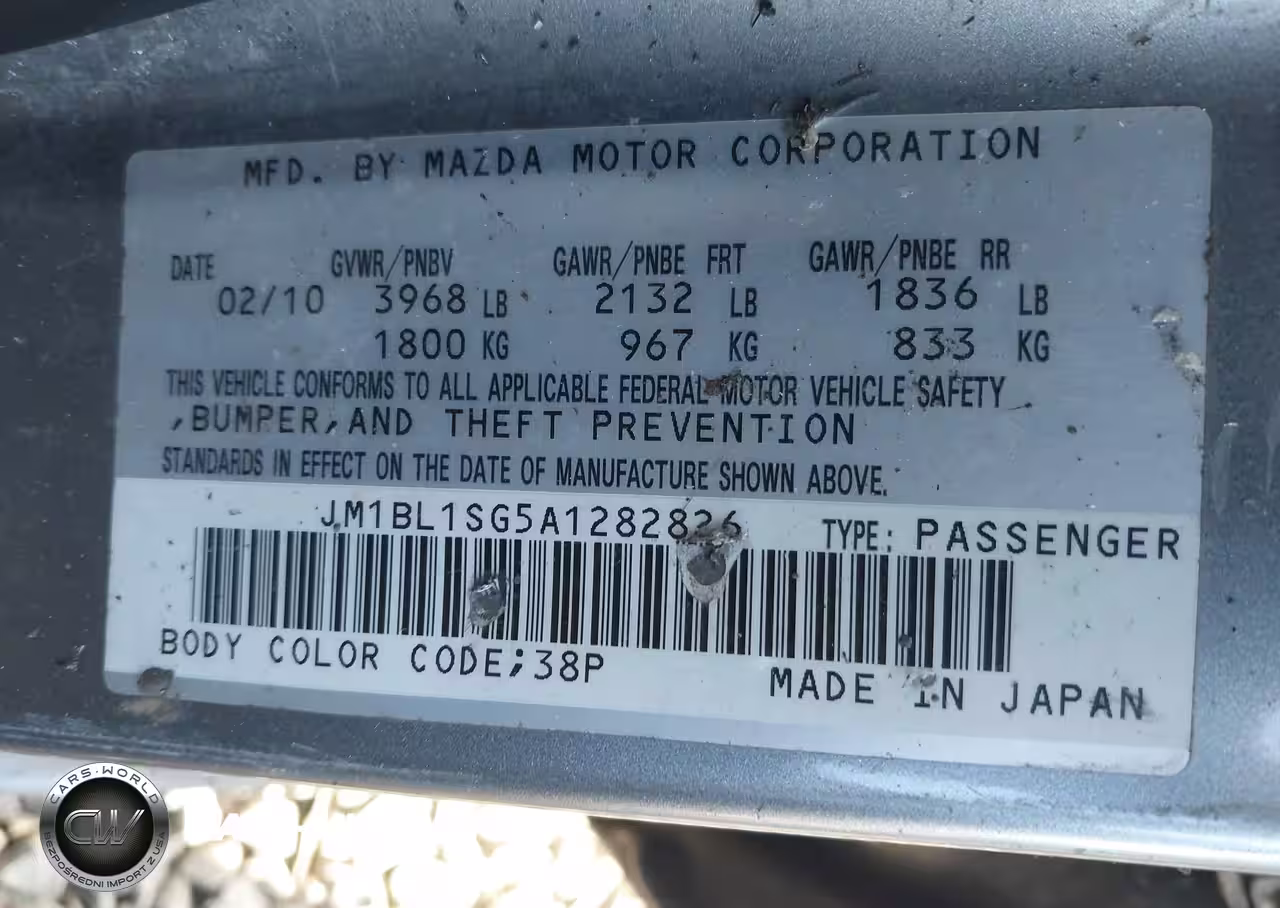 MFD. BY MAZDA MOTOR CORPORATION
DATE GVWR/PNBV GAWR/PNBE FRT GAWR/PNBE RR
02/10 3968 LB 2132 LB 1836 LB
1800 KG 967 KG 833 KG
THIS VEHICLE CONFORMS TO ALL APPLICABLE FEDERAL MOTOR VEHICLE SAFETY
,BUMPER,AND THEFT PREVENTION
STANDARDS IN EFFECT ON THE DATE OF MANUFACTURE SHOWN ABOVE.
JM1BL1SG5A1282826 TYPE: PASSENGER
BODY COLOR CODE;38P
MADE IN JAPAN
CARS·WORLD
CW
BEZPOŚREDNI IMPORT Z USA